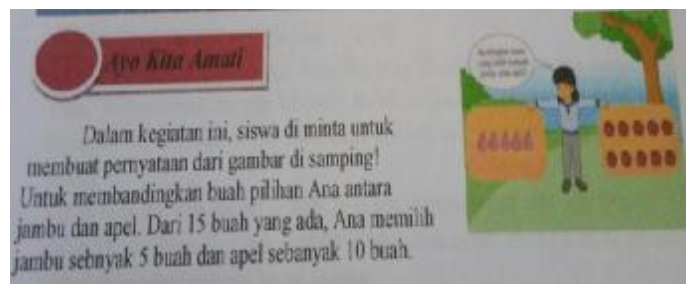 Ayo Kita Amati
Dalam kegiatan ini, siswa di minta untuk
membuat pernyataan dari gambar di samping!
Untuk membandingkan buah pilihan Ana antara
jambu dan apel. Dari 15 buah yang ada, Ana memilih
jambu sebnyak 5 buah dan apel sebanyak 10 buah.